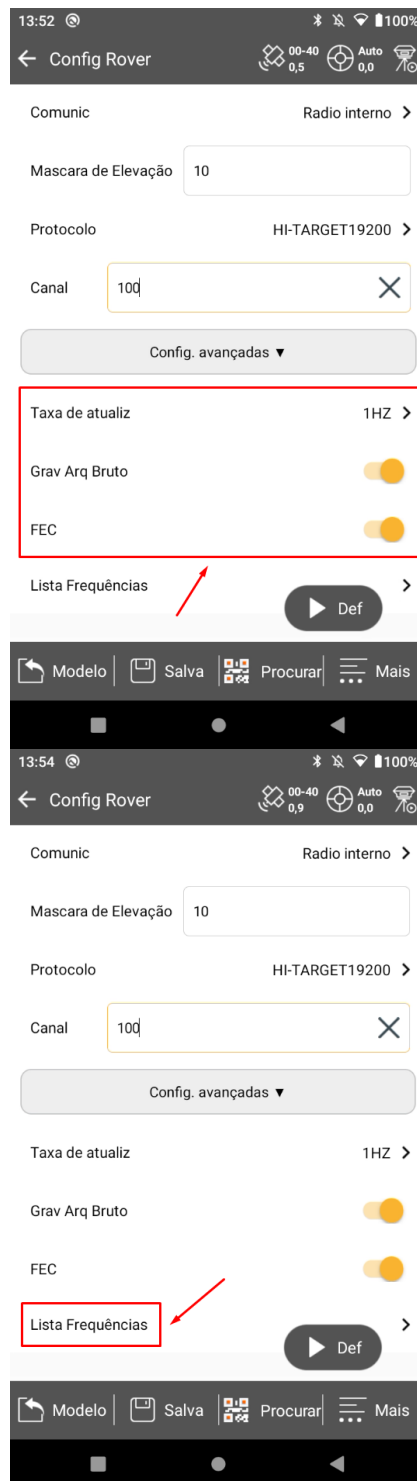 13:52 100%
Config Rover 00-40 0,5 Auto 0,0
Comunic Radio interno
Mascara de Elevação 10
Protocolo HI-TARGET19200
Canal 100
Config. avançadas ▼
Taxa de atualiz 1HZ
Grav Arq Bruto
FEC
Lista Frequências
Def
Modelo Salva Procurar Mais
13:54 100%
Config Rover 00-40 0,9 Auto 0,0
Comunic Radio interno
Mascara de Elevação 10
Protocolo HI-TARGET19200
Canal 100
Config. avançadas ▼
Taxa de atualiz 1HZ
Grav Arq Bruto
FEC
Lista Frequências
Def
Modelo Salva Procurar Mais